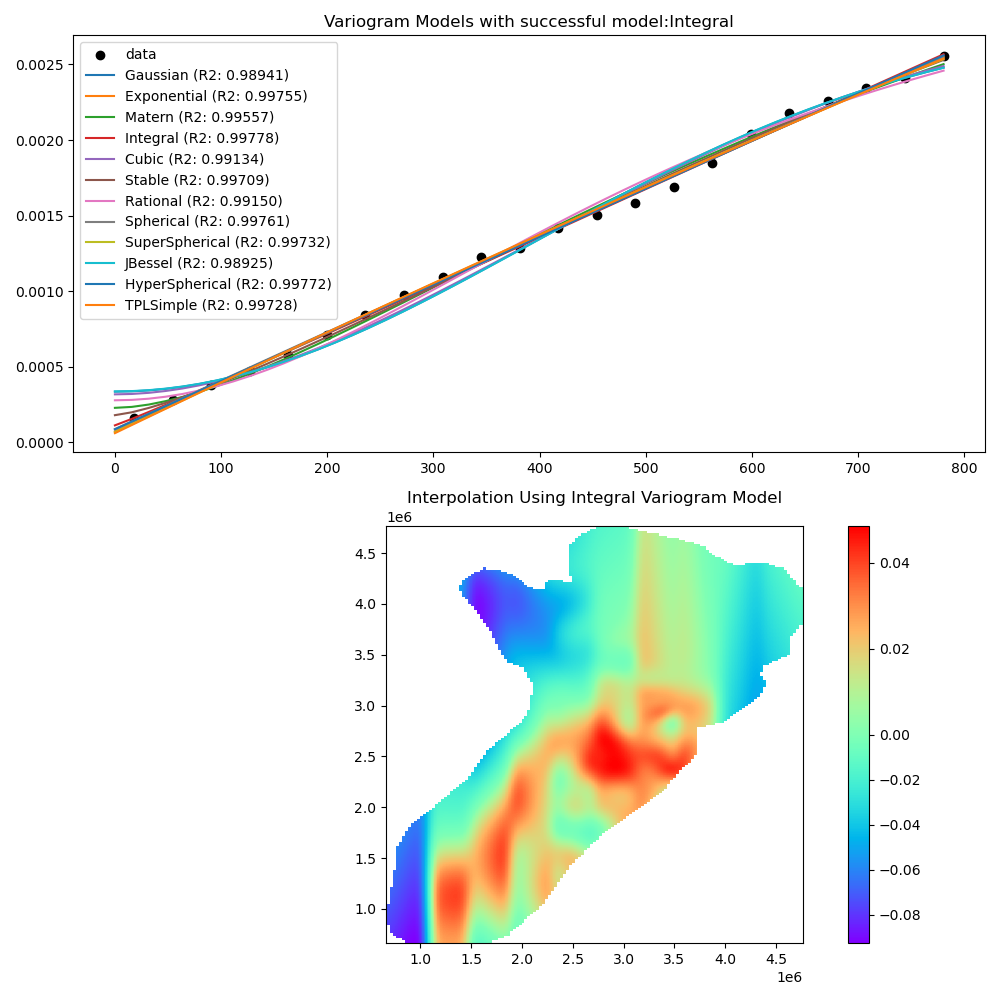 Variogram Models with successful model:Integral
data
Gaussian (R2: 0.98941)
Exponential (R2: 0.99755)
Matern (R2: 0.99557)
Integral (R2: 0.99778)
Cubic (R2: 0.99134)
Stable (R2: 0.99709)
Rational (R2: 0.99150)
Spherical (R2: 0.99761)
SuperSpherical (R2: 0.99732)
JBessel (R2: 0.98925)
HyperSpherical (R2: 0.99772)
TPLSimple (R2: 0.99728)
0.0025
0.0020
0.0015
0.0010
0.0005
0.0000
0 100 200 300 400 500 600 700 800
Interpolation Using Integral Variogram Model
1e6
4.5
4.0
3.5
3.0
2.5
2.0
1.5
1.0
1.0 1.5 2.0 2.5 3.0 3.5 4.0 4.5
1e6
0.04
0.02
0.00
−0.02
−0.04
−0.06
−0.08